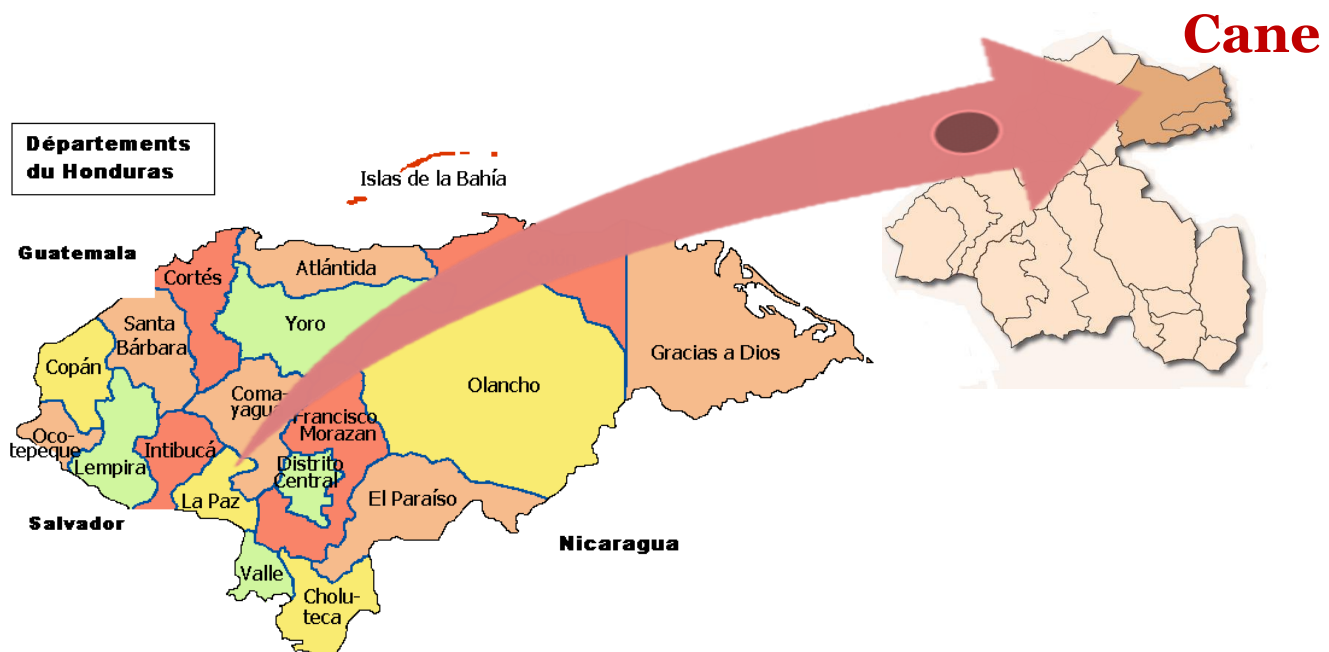 Cane
Départements
du Honduras
Islas de la Bahía
Guatemala
Cortés
Atlántida
Santa
Bárbara
Yoro
Copán
Gracias a Dios
Olancho
Coma-
yagua
Francisco
Morazan
Oco-
tepeque
Intibucá
Lempira
Distrito
Central
La Paz
El Paraíso
Salvador
Nicaragua
Valle
Cholu-
teca